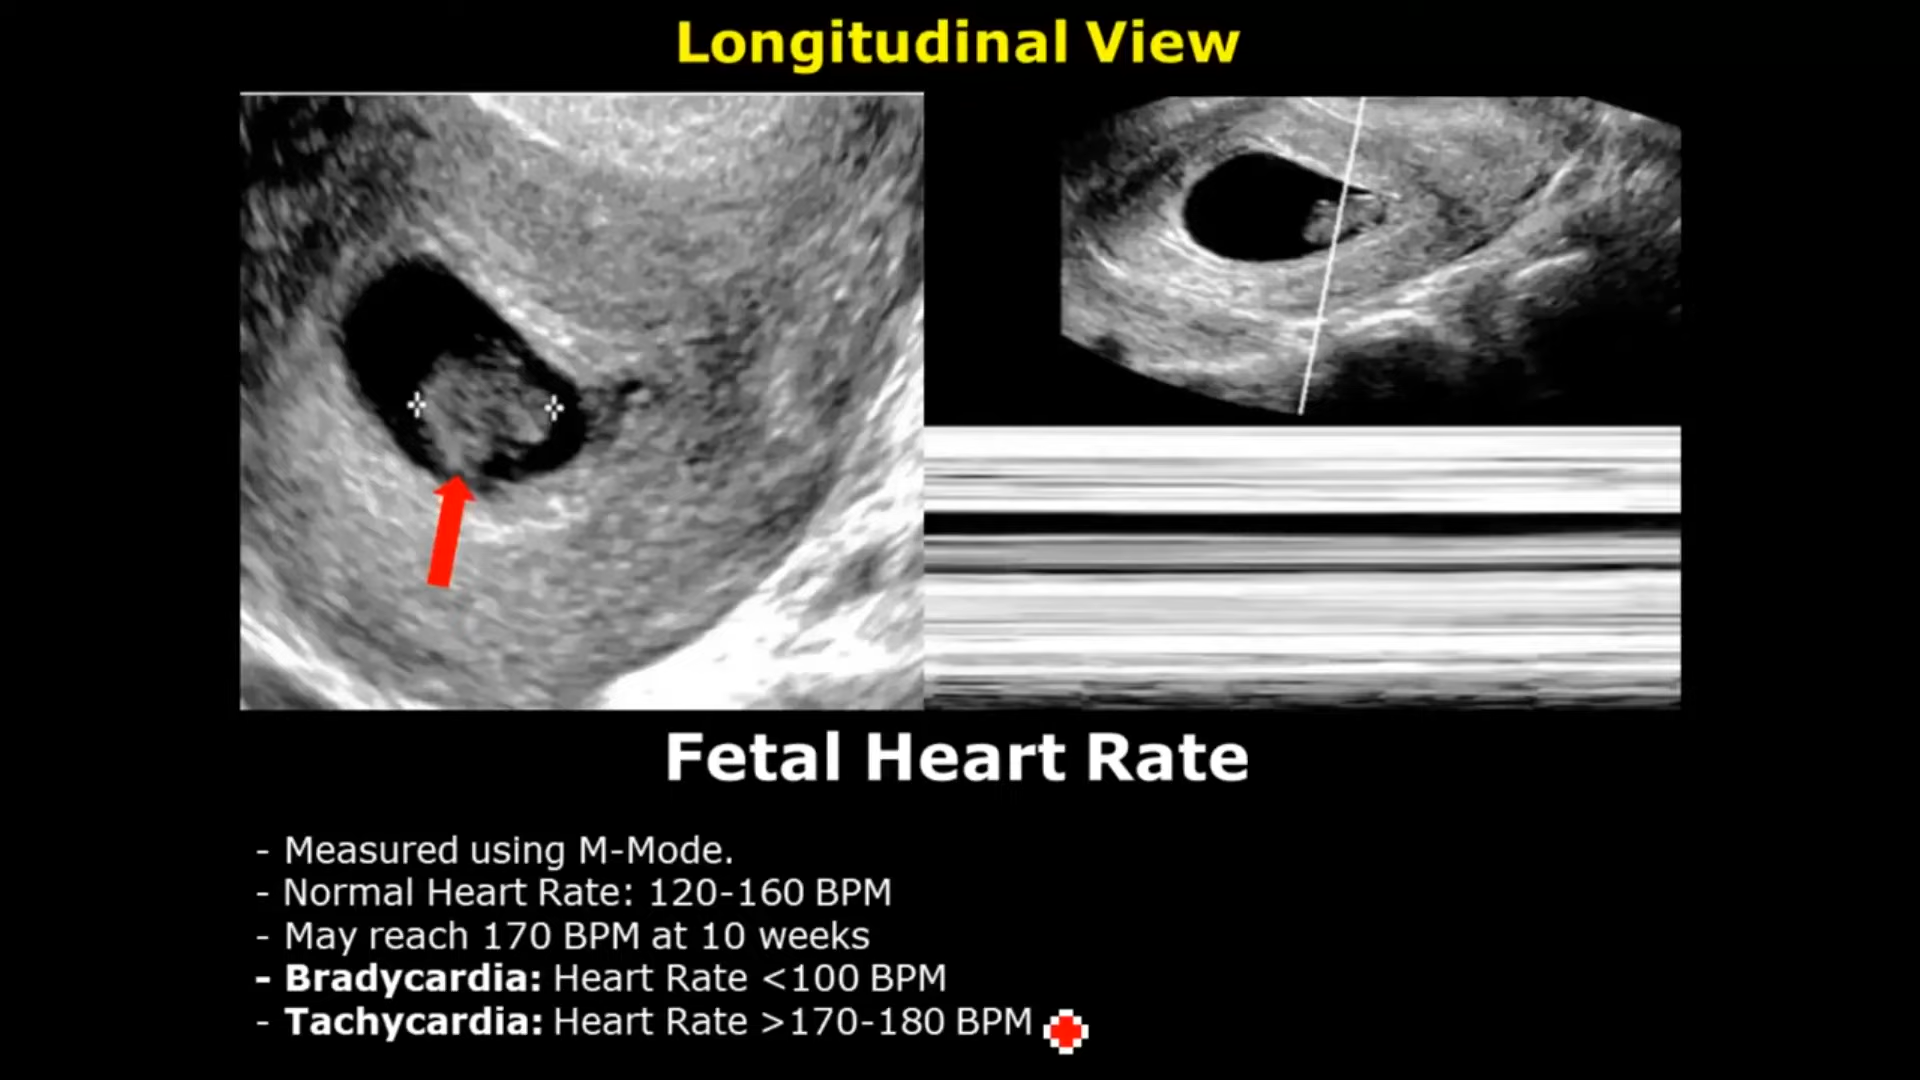 Longitudinal View
Fetal Heart Rate
- Measured using M-Mode.
- Normal Heart Rate: 120-160 BPM
- May reach 170 BPM at 10 weeks
- Bradycardia: Heart Rate <100 BPM
- Tachycardia: Heart Rate >170-180 BPM